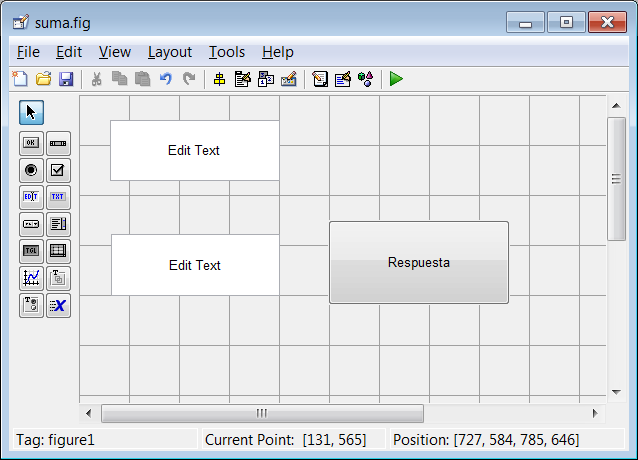 suma.fig
File Edit View Layout Tools Help
OK
EDIT TXT
TGL
T
T X
Edit Text
Edit Text
Respuesta
Tag: figure1 Current Point: [131, 565] Position: [727, 584, 785, 646]